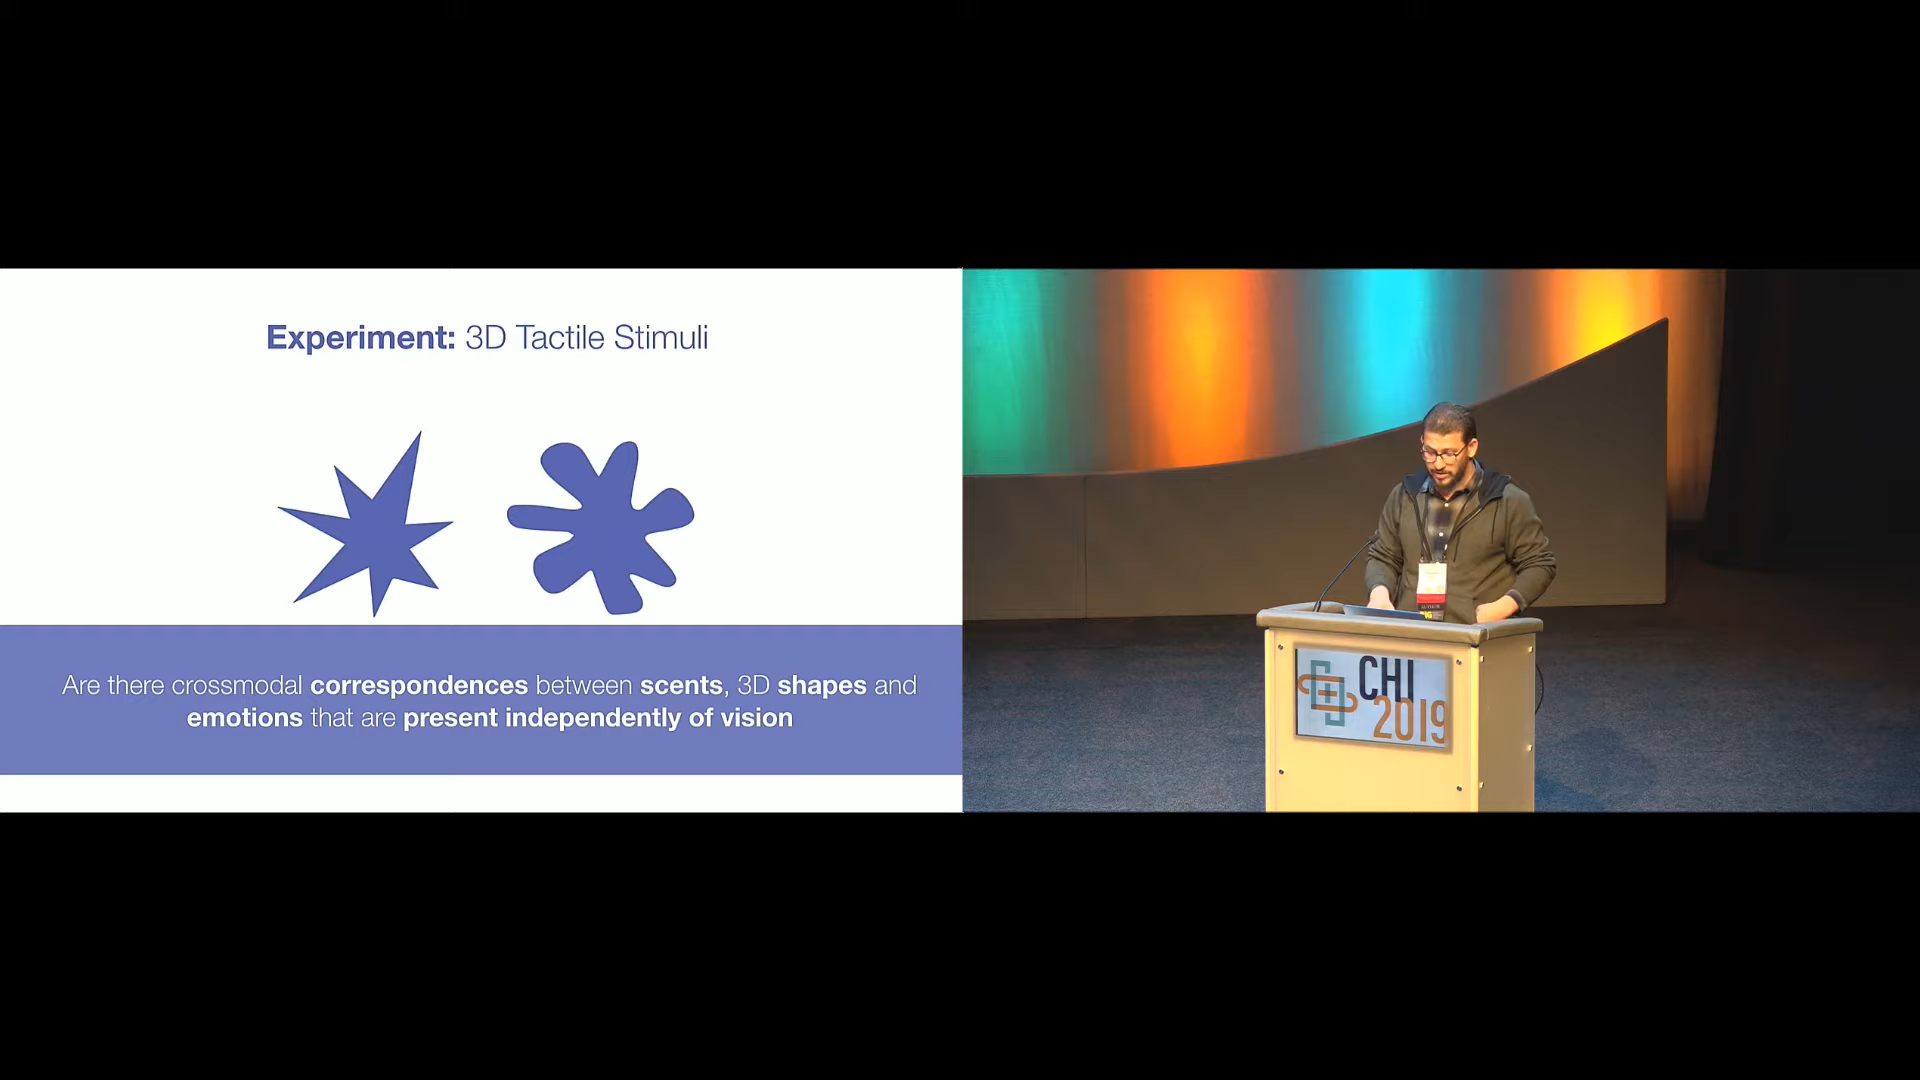 Experiment: 3D Tactile Stimuli
Are there crossmodal correspondences between scents, 3D shapes and
emotions that are present independently of vision
CHI
2019
AUTHOR